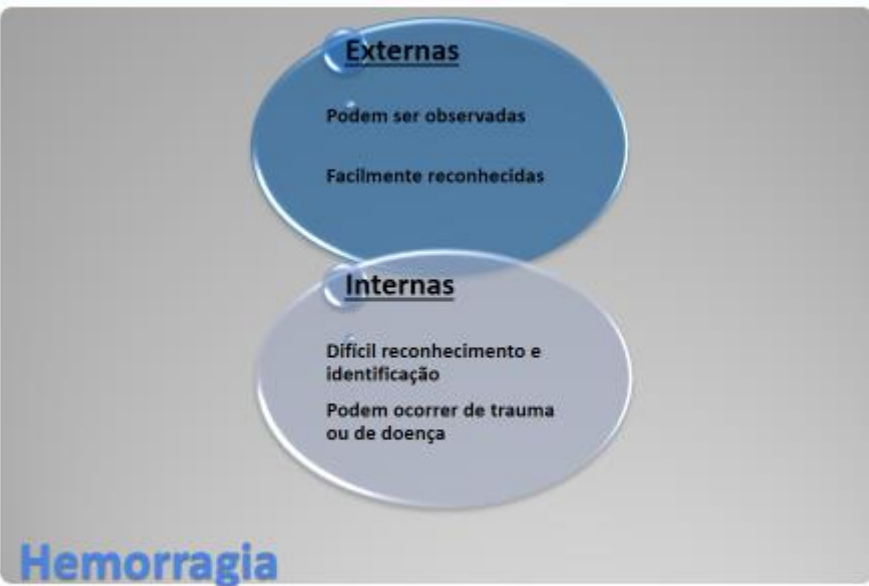 Externas
Podem ser observadas
Facilmente reconhecidas
Internas
Difícil reconhecimento e
identificação
Podem ocorrer de trauma
ou de doença
Hemorragia